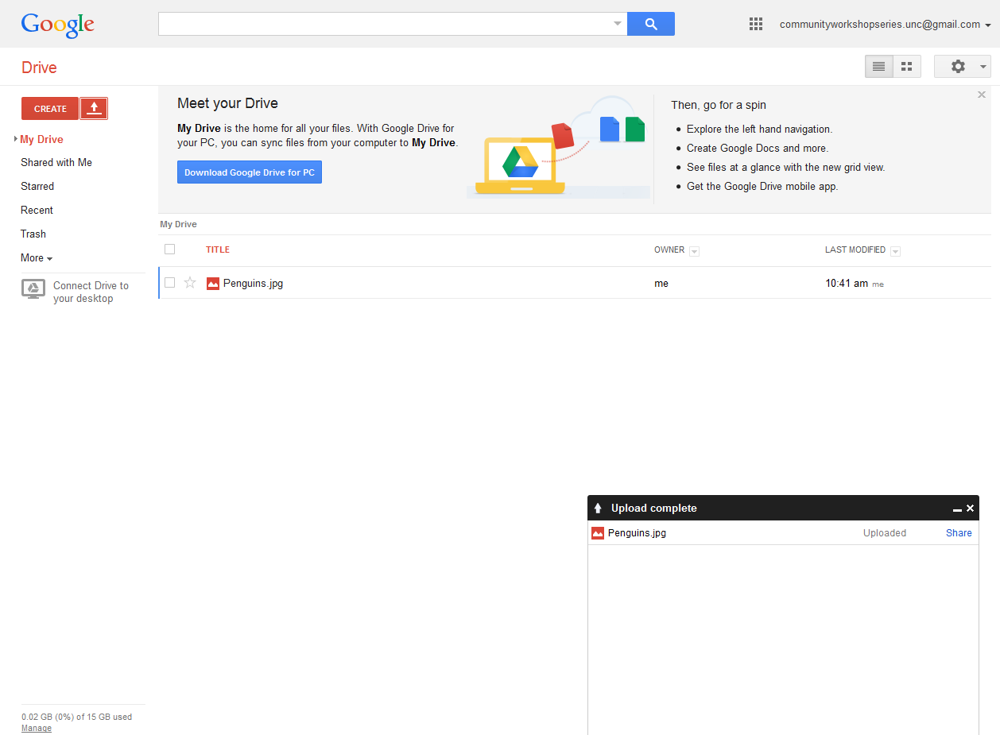 Google
communityworkshopseries.unc@gmail.com
Drive
CREATE
My Drive
Shared with Me
Starred
Recent
Trash
More
Connect Drive to
your desktop
Meet your Drive
My Drive is the home for all your files. With Google Drive for
your PC, you can sync files from your computer to My Drive.
Download Google Drive for PC
Then, go for a spin
Explore the left hand navigation.
Create Google Docs and more.
See files at a glance with the new grid view.
Get the Google Drive mobile app.
My Drive
TITLE OWNER LAST MODIFIED
Penguins.jpg me 10:41 am me
Upload complete
Penguins.jpg Uploaded Share
0.02 GB (0%) of 15 GB used
Manage